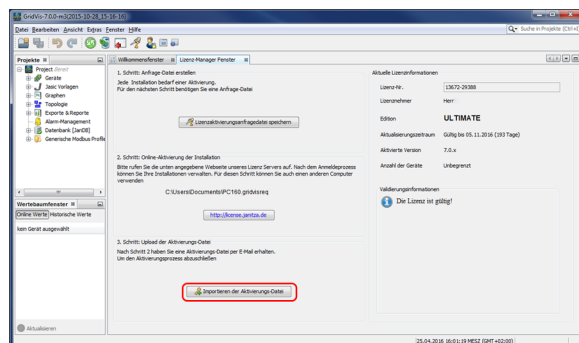 GridVis-7.0.0-m3(2015-10-28_15-16-16)
Datei Bearbeiten Ansicht Extras Fenster Hilfe
Suche in Projekte (Ctrl+I)
Projekte
Project Bereit
Geräte
Jasic Vorlagen
Graphen
Topologie
Exporte & Reporte
Alarm-Management
Datenbank (JanDB)
Generische Modbus Profile
Wertebaumfenster
Online Werte Historische Werte
kein Gerät ausgewählt
Aktualisieren
Willkommensfenster
Lizenz-Manager Fenster
1. Schritt: Anfrage Datei erstellen
Jede Installation bedarf einer Aktivierung.
Für den nächsten Schritt benötigen Sie eine Anfrage-Datei
Lizenzaktivierungsanfragedatei speichern
2. Schritt: Online-Aktivierung der Installation
Bitte rufen Sie die unten angegebene Webseite unseres Lizenz Servers auf. Nach dem Anmeldeprozess
können Sie Ihre Installationen verwalten. Für diesen Schritt können Sie auch einen anderen Computer
verwenden
C:\Users\Documents\PC160.gridvisreq
http://license.janitza.de
3. Schritt: Upload der Aktivierungs-Datei
Nach Schritt 2 haben Sie eine Aktivierungs-Datei per E-Mail erhalten.
Um den Aktivierungsprozess abzuschließen
Importieren der Aktivierungs-Datei
Aktuelle Lizenzinformationen
Lizenz-Nr. 13672-29388
Lizenznehmer Herr
Edition ULTIMATE
Aktualisierungszeitraum Gültig bis 05.11.2016 (193 Tage)
Aktivierte Version 7.0.x
Anzahl der Geräte Unbegrenzt
Validierungsinformationen
Die Lizenz ist gültig!
25.04.2016 16:01:19 MESZ (GMT +02:00)